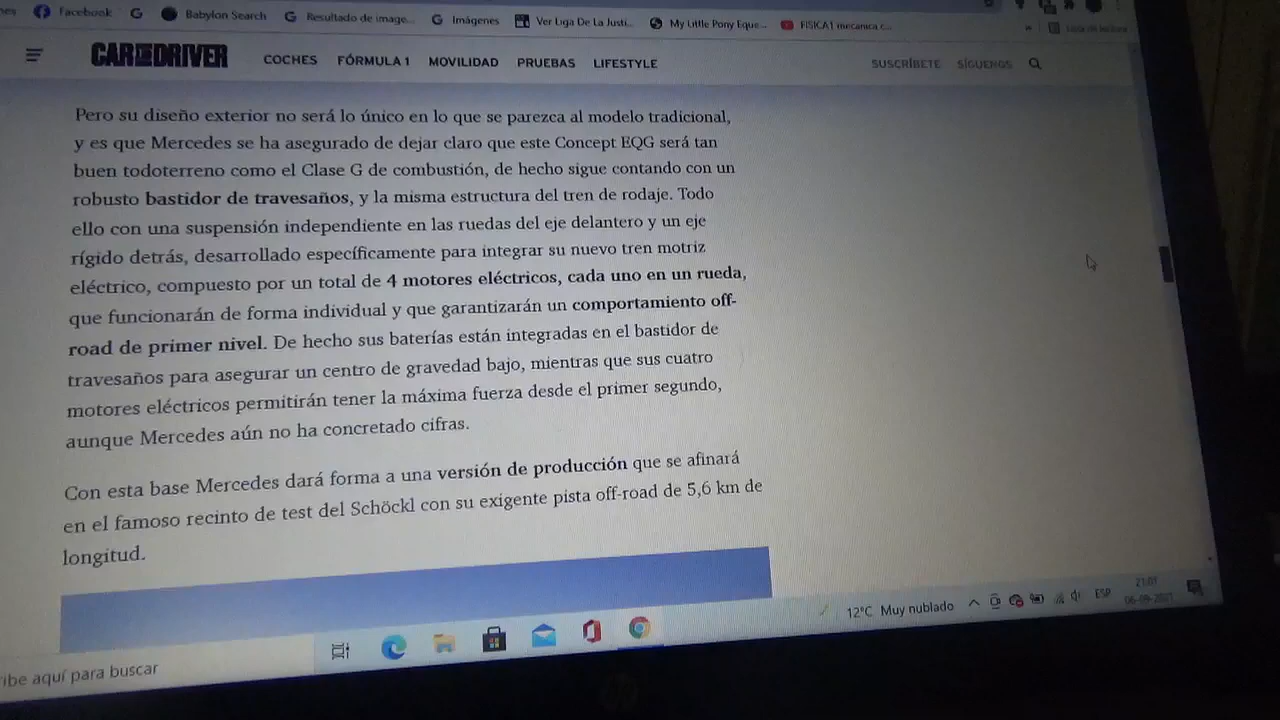 Facebook
Babylon Search
Resultado de image...
Imágenes
Ver Liga De La Justi...
My Little Pony Eque...
FISICA1 mecanica c...
CAR AND DRIVER
COCHES FÓRMULA 1 MOVILIDAD PRUEBAS LIFESTYLE
SUSCRÍBETE SÍGUENOS
Pero su diseño exterior no será lo único en lo que se parezca al modelo tradicional,
y es que Mercedes se ha asegurado de dejar claro que este Concept EQG será tan
buen todoterreno como el Clase G de combustión, de hecho sigue contando con un
robusto bastidor de travesaños, y la misma estructura del tren de rodaje. Todo
ello con una suspensión independiente en las ruedas del eje delantero y un eje
rígido detrás, desarrollado específicamente para integrar su nuevo tren motriz
eléctrico, compuesto por un total de 4 motores eléctricos, cada uno en un rueda,
que funcionarán de forma individual y que garantizarán un comportamiento off-
road de primer nivel. De hecho sus baterías están integradas en el bastidor de
travesaños para asegurar un centro de gravedad bajo, mientras que sus cuatro
motores eléctricos permitirán tener la máxima fuerza desde el primer segundo,
aunque Mercedes aún no ha concretado cifras.
Con esta base Mercedes dará forma a una versión de producción que se afinará
en el famoso recinto de test del Schöckl con su exigente pista off-road de 5,6 km de
longitud.
ribe aquí para buscar
12°C Muy nublado
ESP
21:01